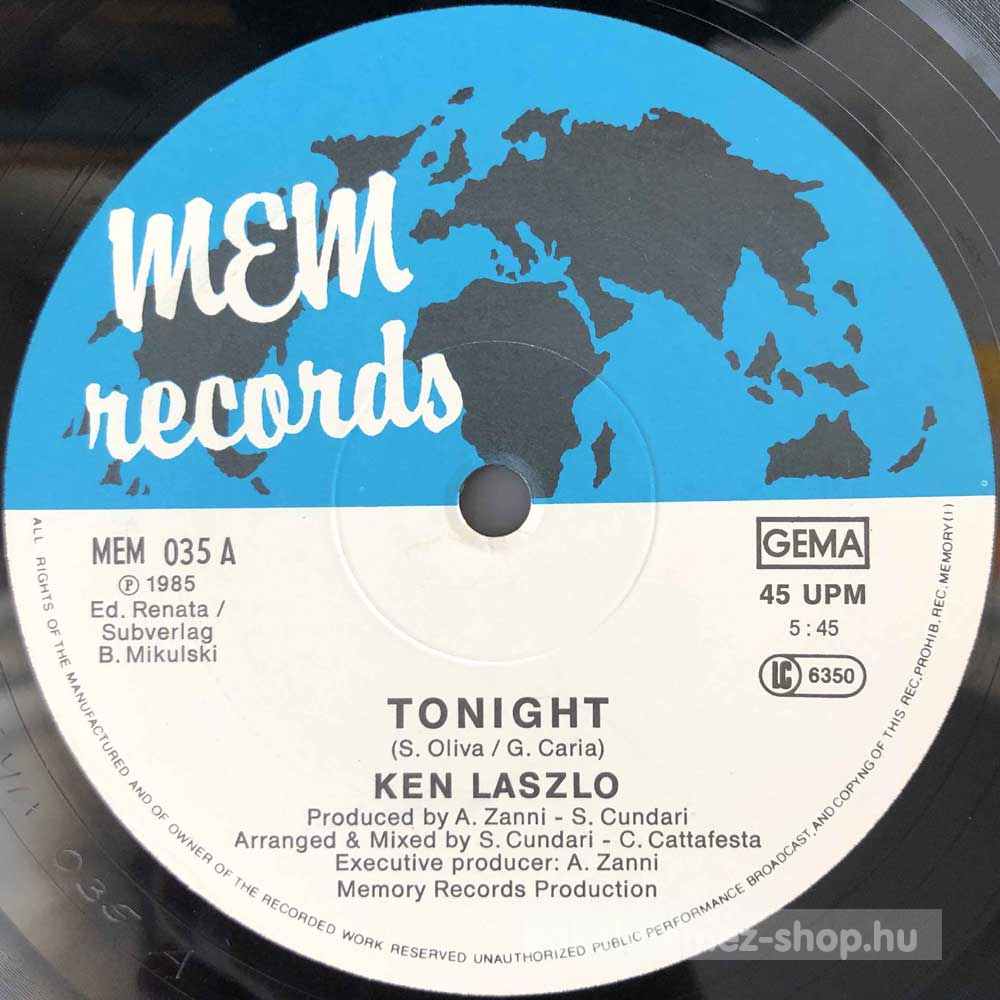 MEM
records
MEM 035 A
℗ 1985
Ed. Renata /
Subverlag
B. Mikulski
GEMA
45 UPM
5:45
LC 6350
TONIGHT
(S. Oliva / G. Caria)
KEN LASZLO
Produced by A. Zanni - S. Cundari
Arranged & Mixed by S. Cundari - C. Cattafesta
Executive producer: A. Zanni
Memory Records Production
ALL RIGHTS OF THE MANUFACTURED AND OF OWNER OF THE RECORDED WORK RESERVED UNAUTHORIZED PUBLIC PERFORMANCE BROADCAST, AND COPYNG OF THIS REC. PROHIB. REC. MEMORY (I)
mez-shop.hu